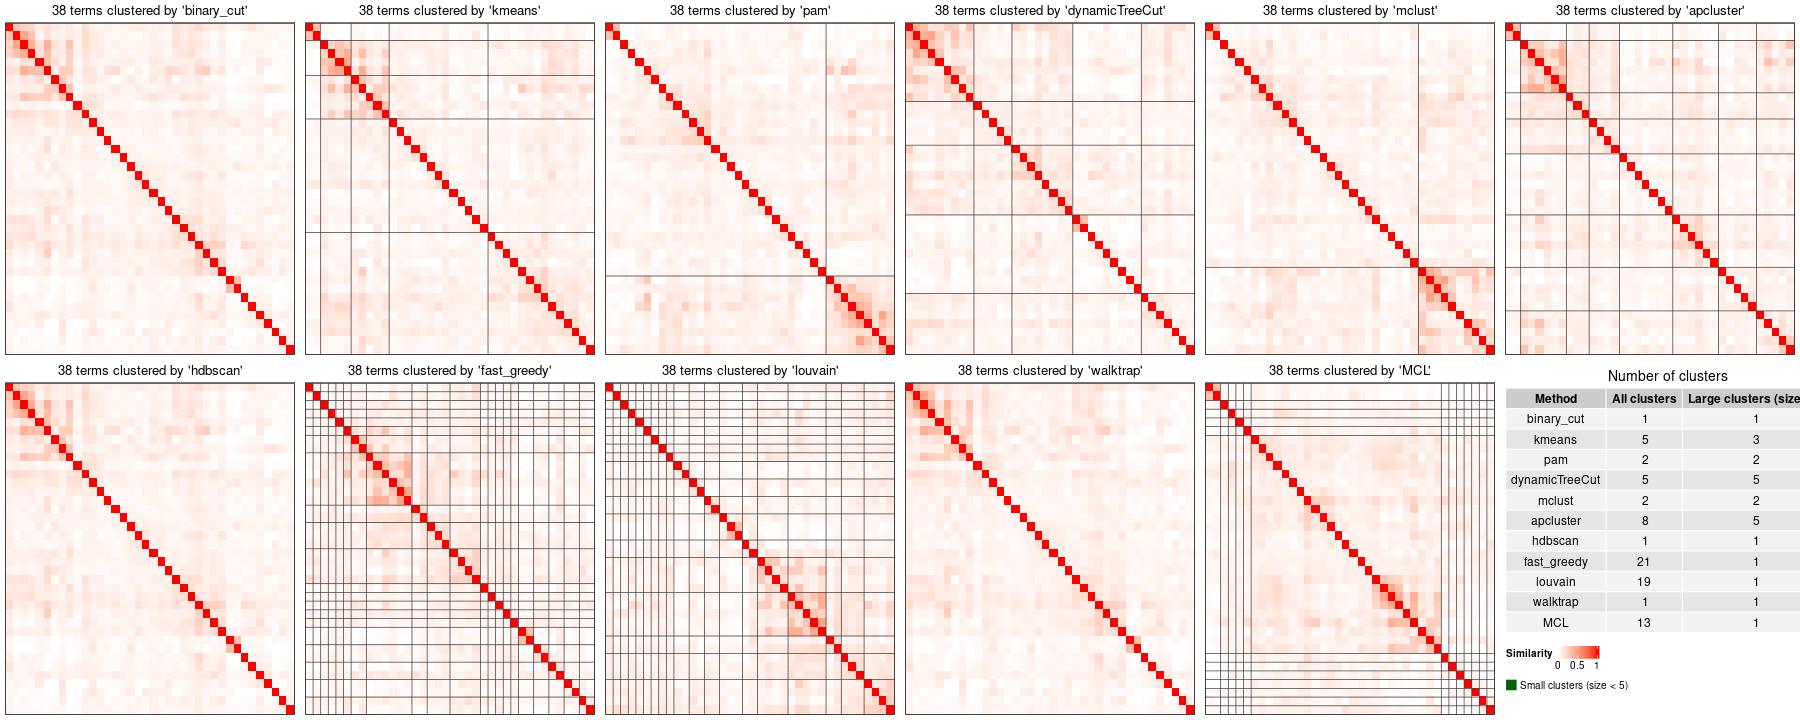 38 terms clustered by 'binary_cut'
38 terms clustered by 'kmeans'
38 terms clustered by 'pam'
38 terms clustered by 'dynamicTreeCut'
38 terms clustered by 'mclust'
38 terms clustered by 'apcluster'
38 terms clustered by 'hdbscan'
38 terms clustered by 'fast_greedy'
38 terms clustered by 'louvain'
38 terms clustered by 'walktrap'
38 terms clustered by 'MCL'
Number of clusters
Method All clusters Large clusters (size
binary_cut 1 1
kmeans 5 3
pam 2 2
dynamicTreeCut 5 5
mclust 2 2
apcluster 8 5
hdbscan 1 1
fast_greedy 21 1
louvain 19 1
walktrap 1 1
MCL 13 1
Similarity
0 0.5 1
Small clusters (size < 5)